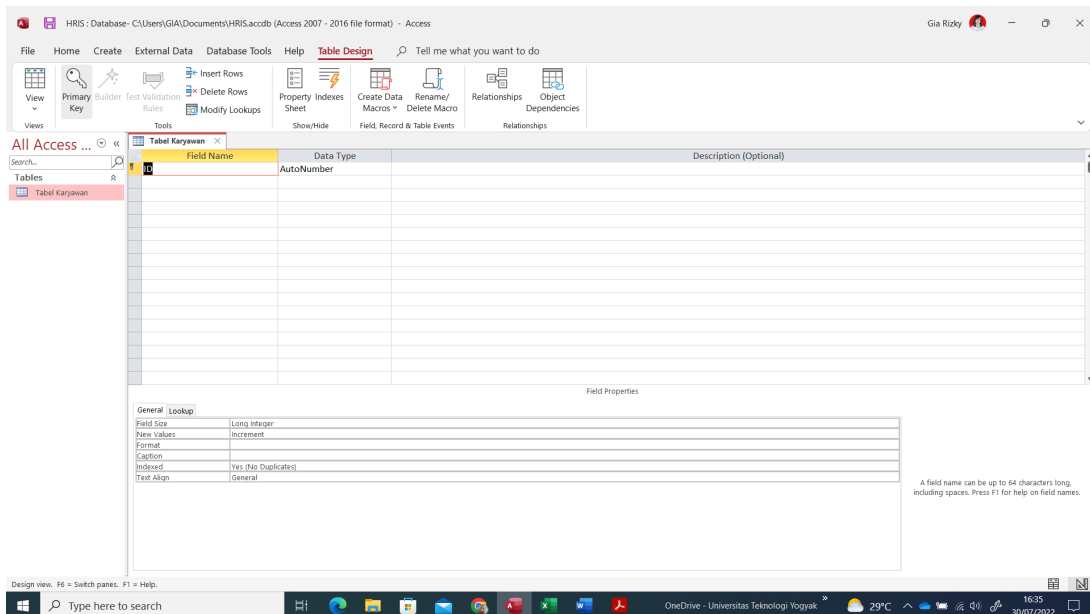 HRIS : Database- C:\Users\GIA\Documents\HRIS.accdb (Access 2007 - 2016 file format) - Access
Gia Rizky
File Home Create External Data Database Tools Help Table Design Tell me what you want to do
View
Primary Key
Builder
Test Validation Rules
Insert Rows
Delete Rows
Modify Lookups
Property Sheet
Indexes
Create Data Macros
Rename/ Delete Macro
Relationships
Object Dependencies
Views Tools Show/Hide Field, Record & Table Events Relationships
All Access ...
Search...
Tables
Tabel Karyawan
Tabel Karyawan
Field Name Data Type Description (Optional)
ID AutoNumber
Field Properties
General Lookup
Field Size Long Integer
New Values Increment
Format
Caption
Indexed Yes (No Duplicates)
Text Align General
A field name can be up to 64 characters long,
including spaces. Press F1 for help on field names.
Design view. F6 = Switch panes. F1 = Help.
Type here to search
OneDrive - Universitas Teknologi Yogyak
29°C
16:35
30/07/2022